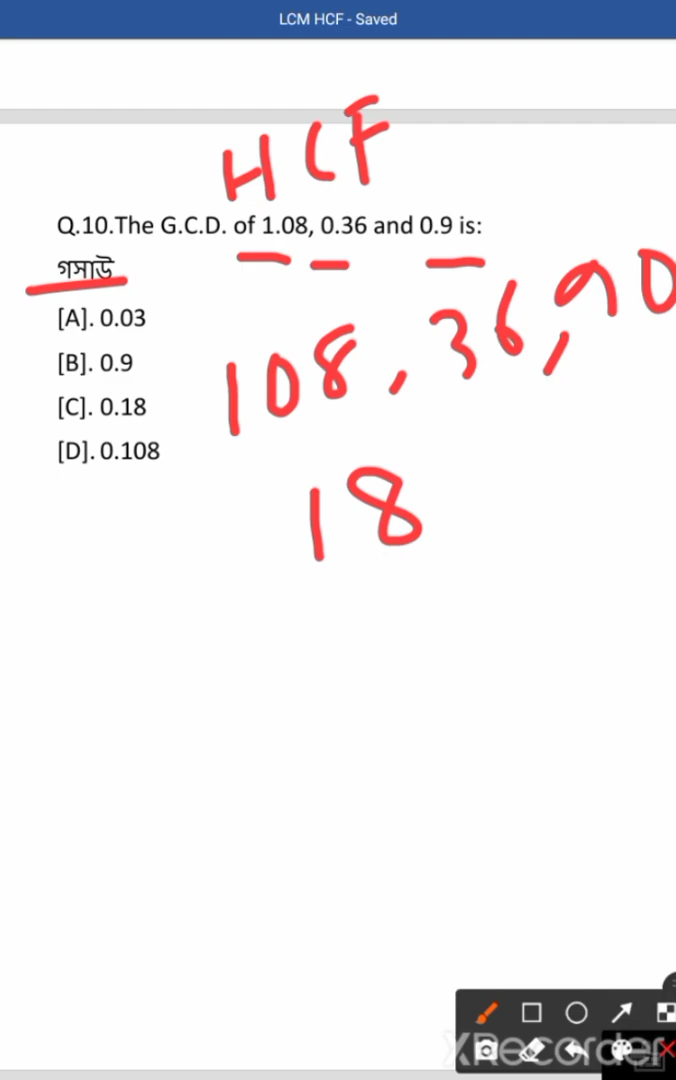 LCM HCF - Saved
HCF
Q.10.The G.C.D. of 1.08, 0.36 and 0.9 is:
গসাউ
[A]. 0.03
[B]. 0.9
[C]. 0.18
[D]. 0.108
108, 36, 90
18
XRecorder